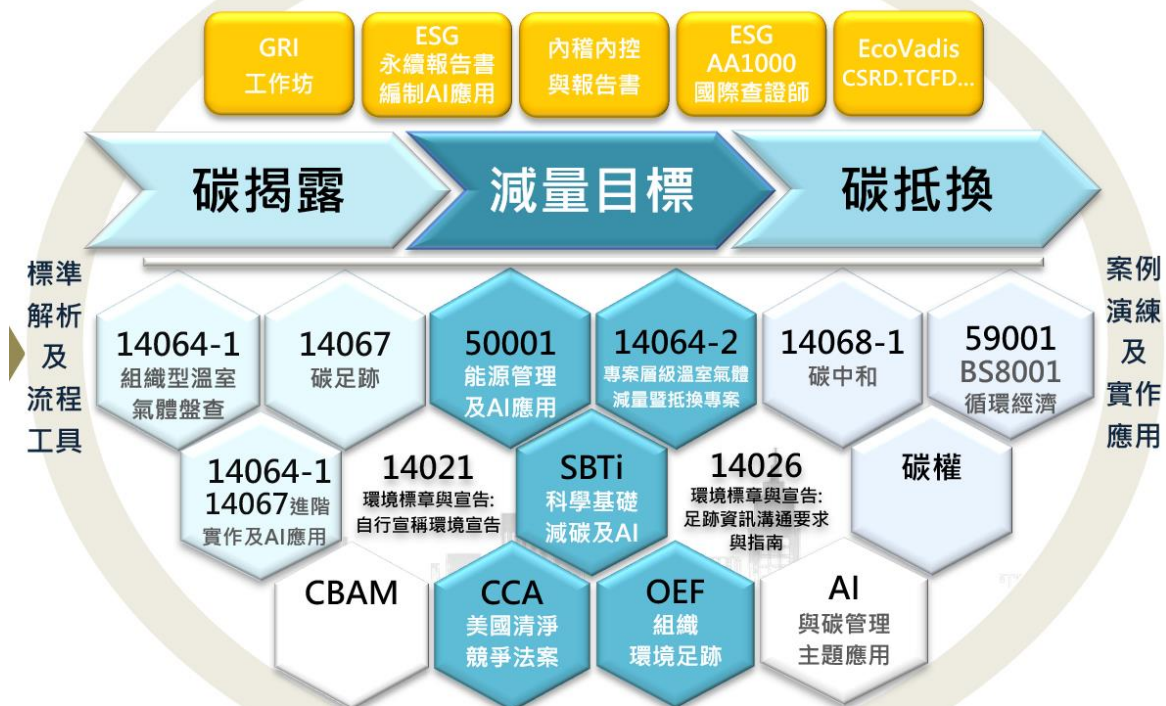 GRI
工作坊
ESG
永續報告書
編制AI應用
內稽內控
與報告書
ESG
AA1000
國際查證師
EcoVadis
CSRD.TCFD...
碳揭露
減量目標
碳抵換
標準
解析
及
流程
工具
14064-1
組織型溫室
氣體盤查
14067
碳足跡
50001
能源管理
及AI應用
14064-2
專案層級溫室氣體
減量暨抵換專案
14068-1
碳中和
59001
BS8001
循環經濟
案例
演練
及
實作
應用
14064-1
14067進階
實作及AI應用
14021
環境標章與宣告:
自行宣稱環境宣告
SBTi
科學基礎
減碳及AI
14026
環境標章與宣告:
足跡資訊溝通要求
與指南
碳權
CBAM
CCA
美國清淨
競爭法案
OEF
組織
環境足跡
AI
與碳管理
主題應用